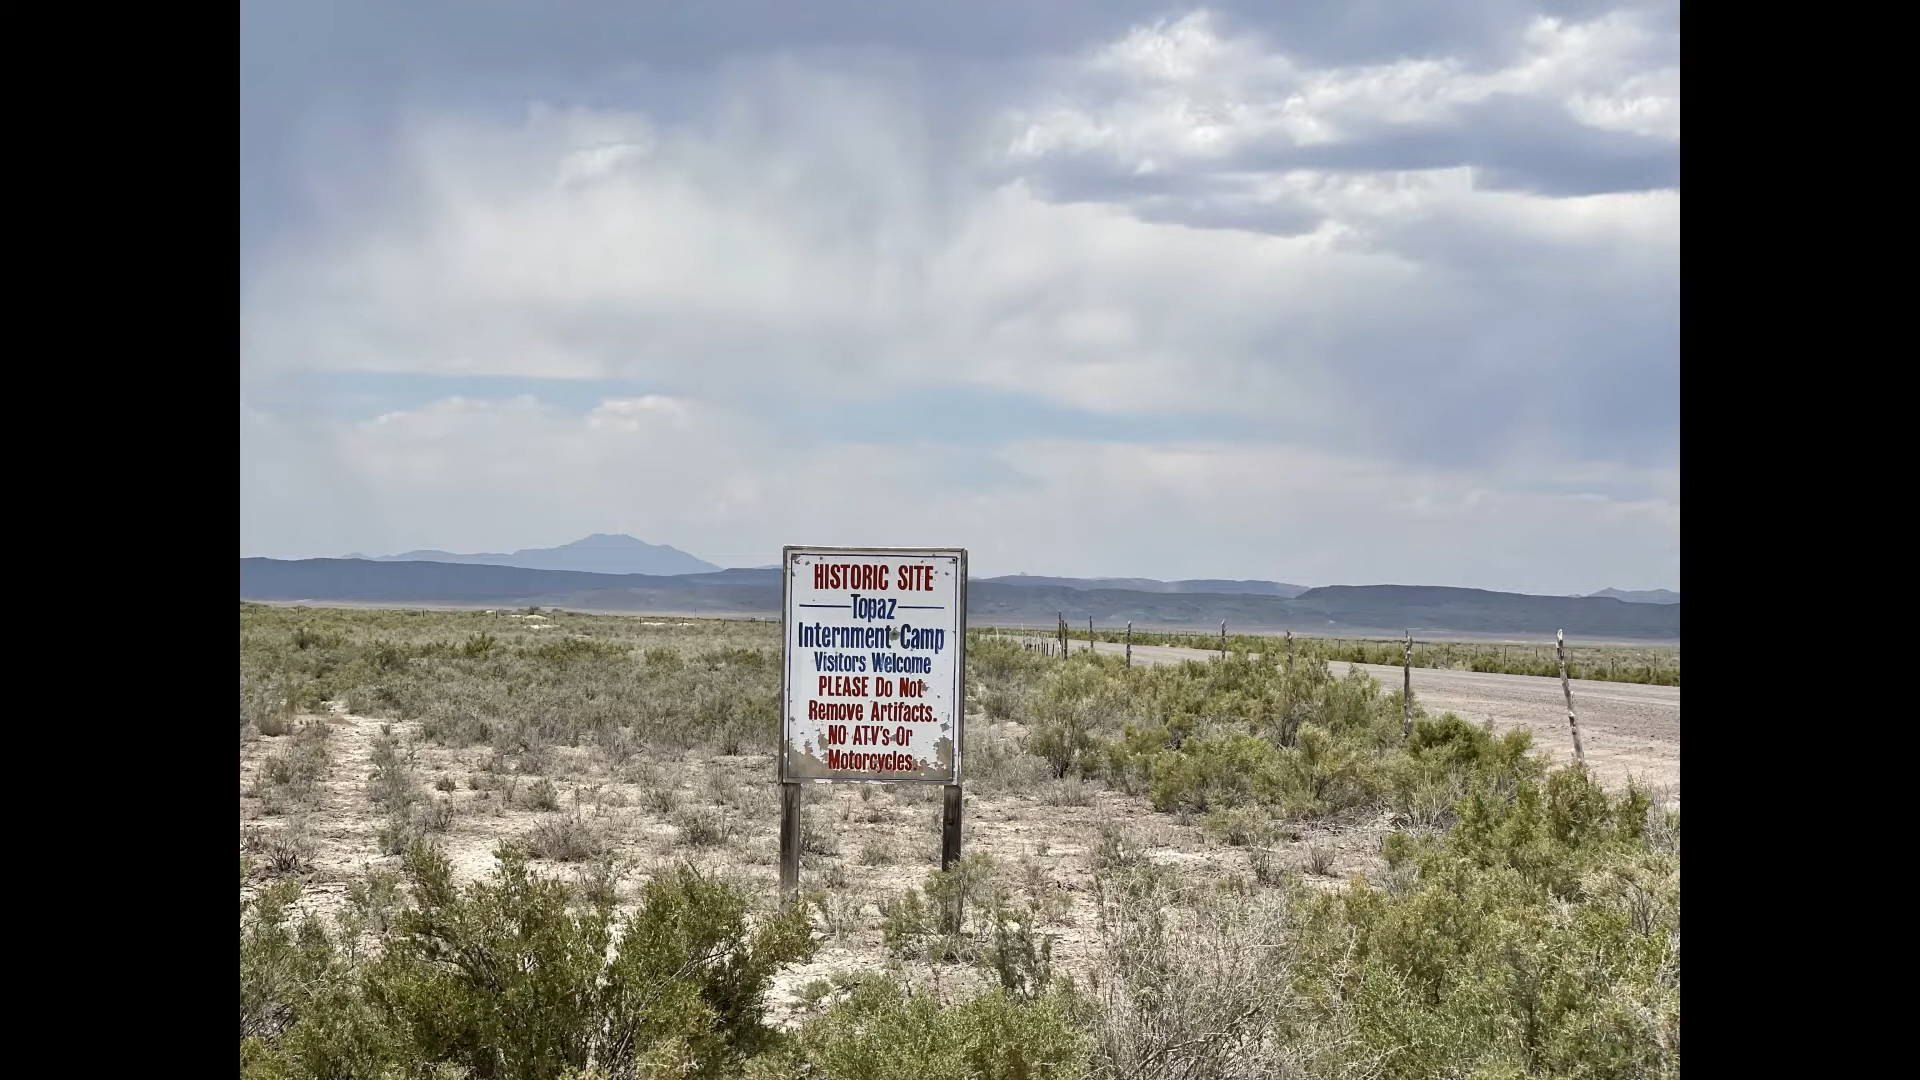 HISTORIC SITE
Topaz
Internment Camp
Visitors Welcome
PLEASE Do Not
Remove Artifacts.
NO ATV's Or
Motorcycles.